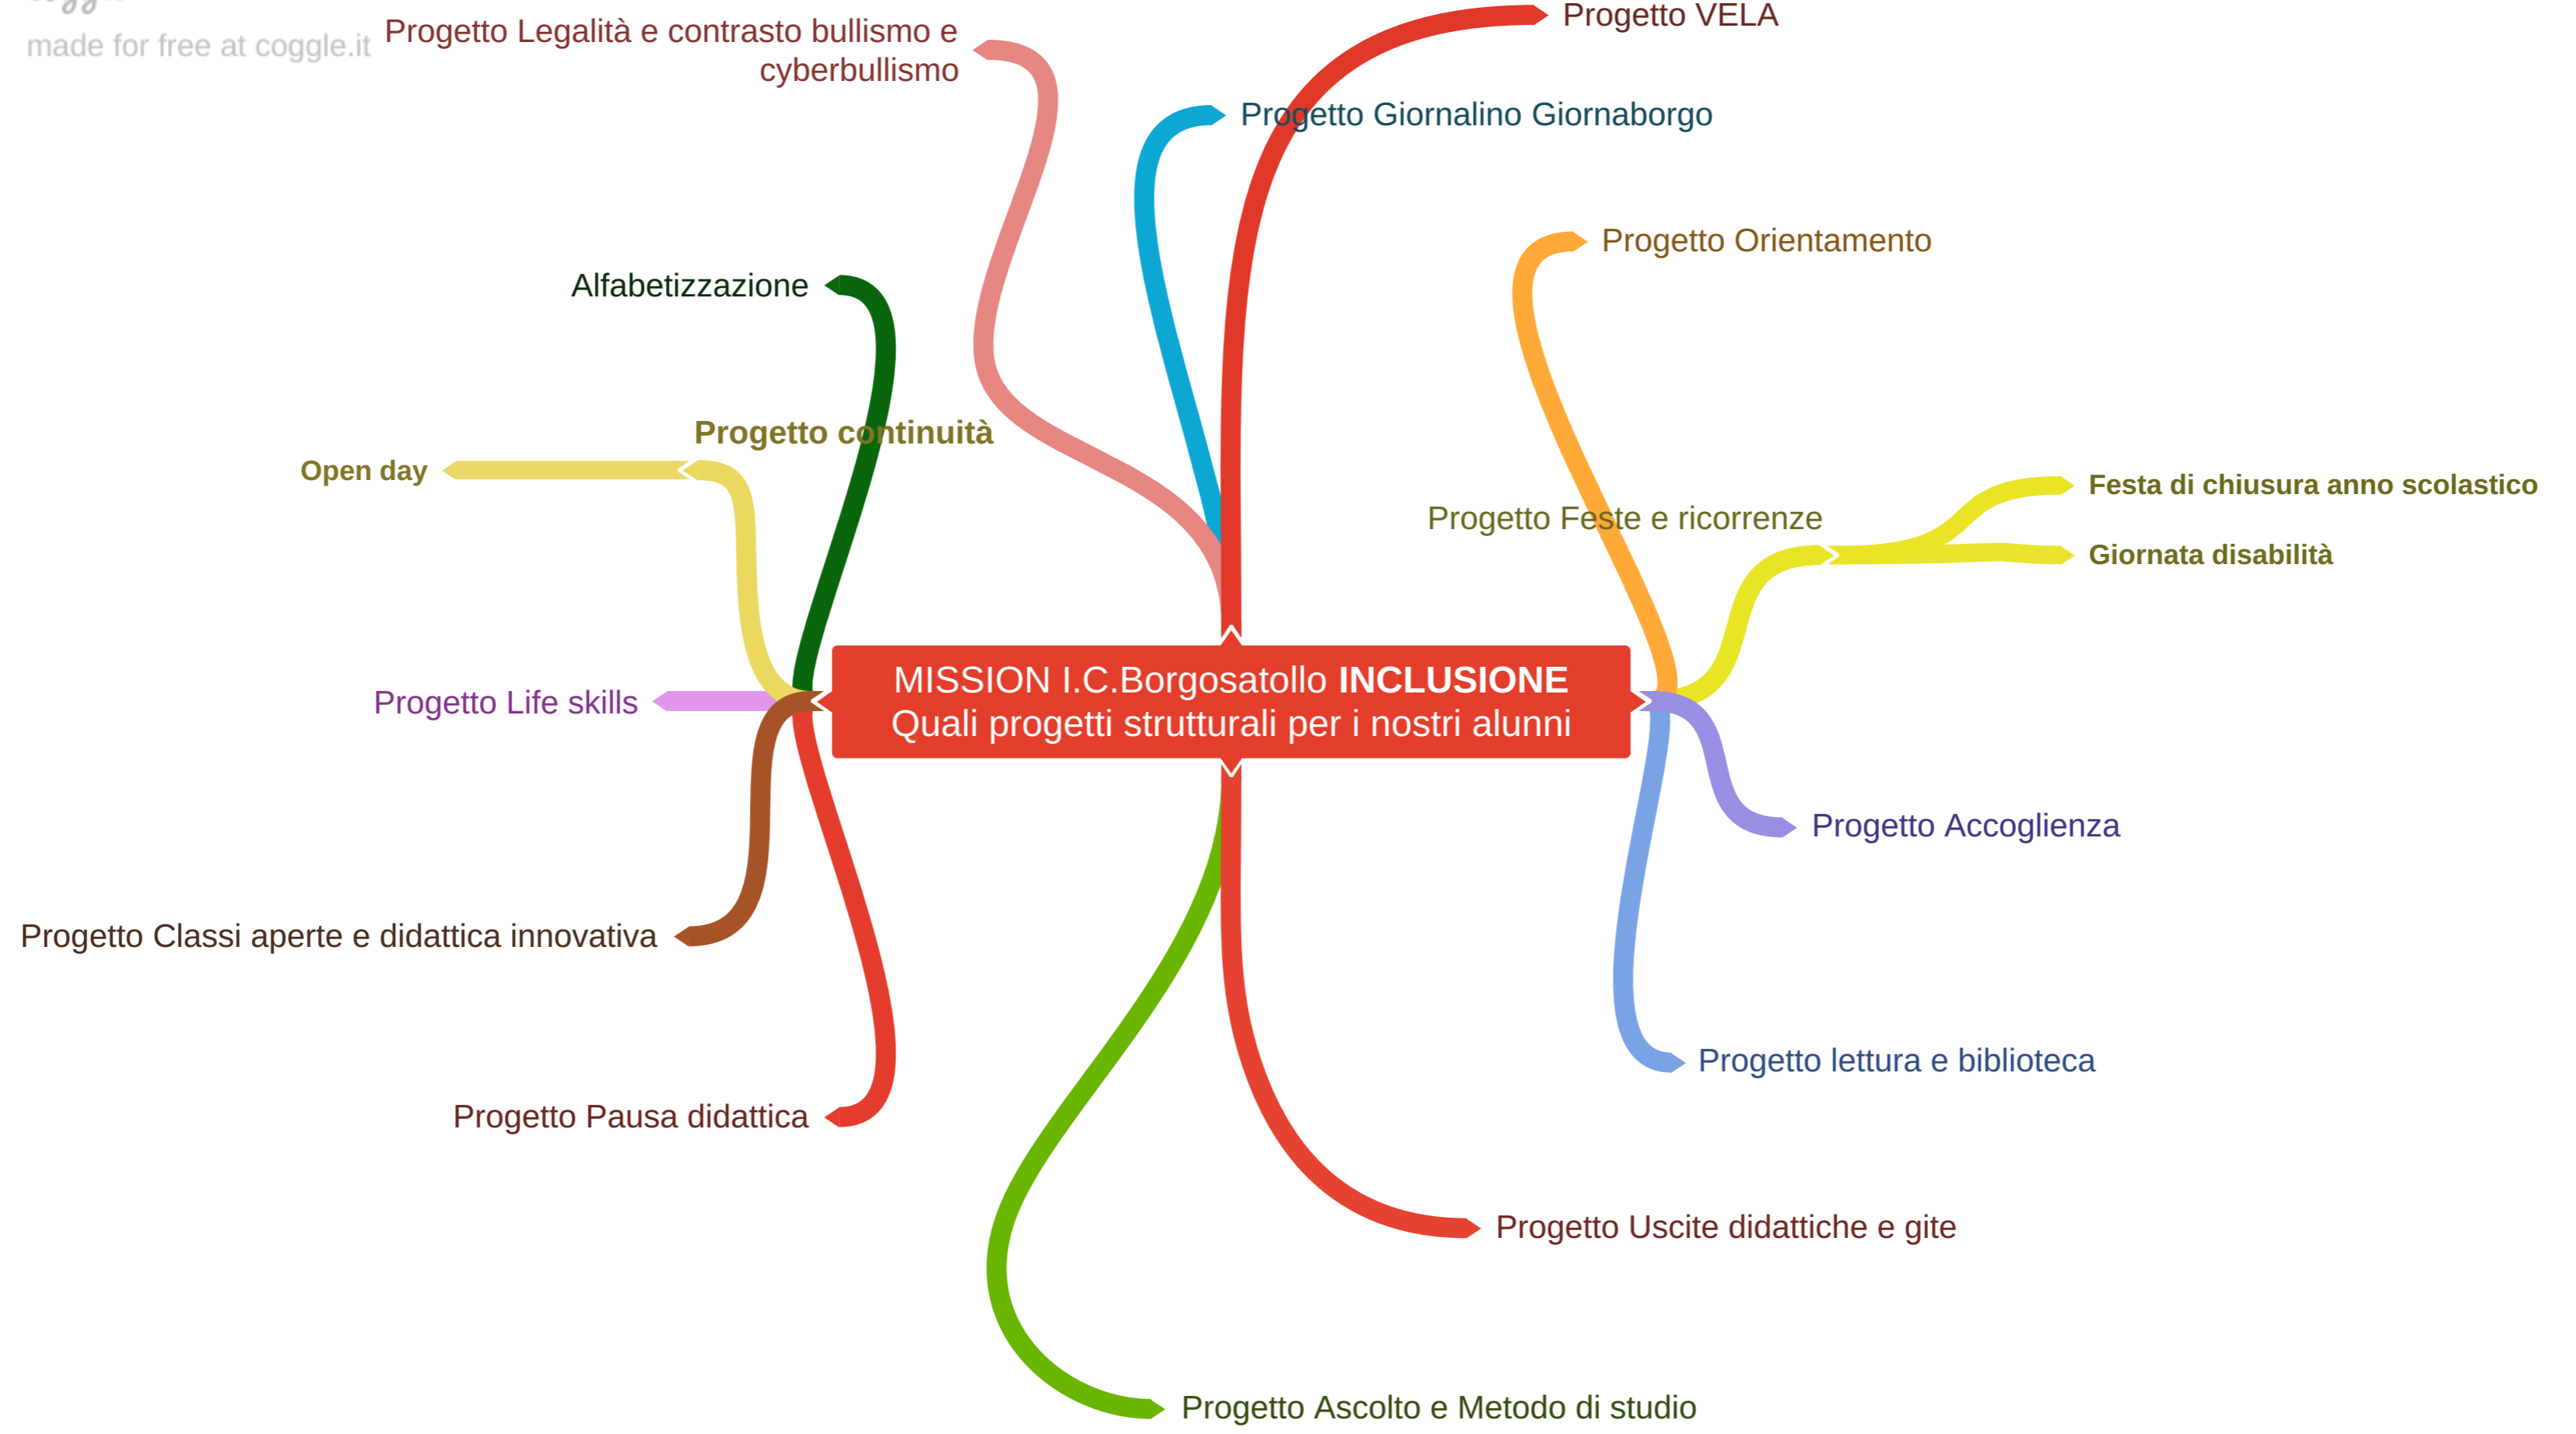 made for free at coggle.it
Progetto Legalità e contrasto bullismo e
cyberbullismo
Progetto VELA
Progetto Giornalino Giornaborgo
Progetto Orientamento
Alfabetizzazione
Progetto continuità
Open day
Festa di chiusura anno scolastico
Progetto Feste e ricorrenze
Giornata disabilità
MISSION I.C.Borgosatollo INCLUSIONE
Quali progetti strutturali per i nostri alunni
Progetto Life skills
Progetto Accoglienza
Progetto Classi aperte e didattica innovativa
Progetto lettura e biblioteca
Progetto Pausa didattica
Progetto Uscite didattiche e gite
Progetto Ascolto e Metodo di studio